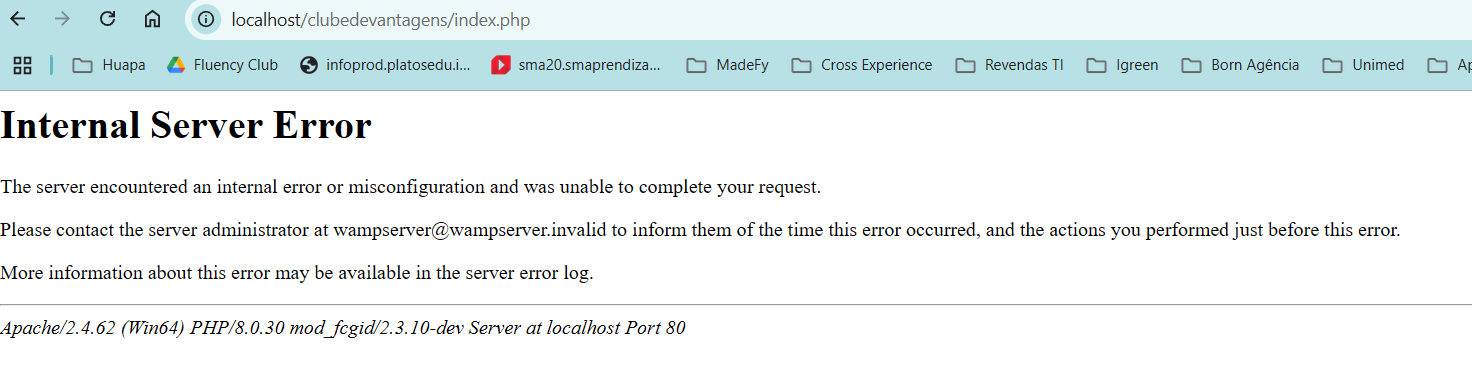 localhost/clubedevantagens/index.php
Huapa Fluency Club infoprod.platosedu.i... sma20.smaprendiza... MadeFy Cross Experience Revendas TI Igreen Born Agência Unimed Ap
Internal Server Error
The server encountered an internal error or misconfiguration and was unable to complete your request.
Please contact the server administrator at wampserver@wampserver.invalid to inform them of the time this error occurred, and the actions you performed just before this error.
More information about this error may be available in the server error log.
Apache/2.4.62 (Win64) PHP/8.0.30 mod_fcgid/2.3.10-dev Server at localhost Port 80